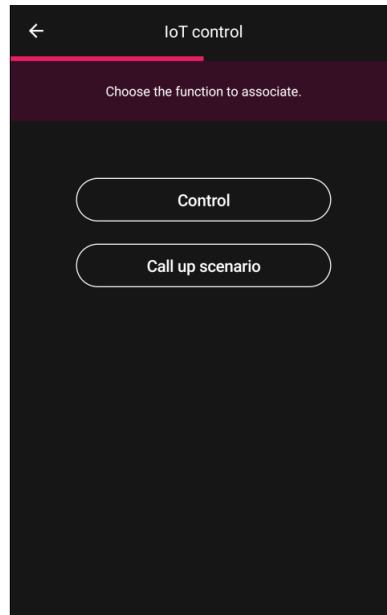 IoT control
Choose the function to associate.
Control
Call up scenario